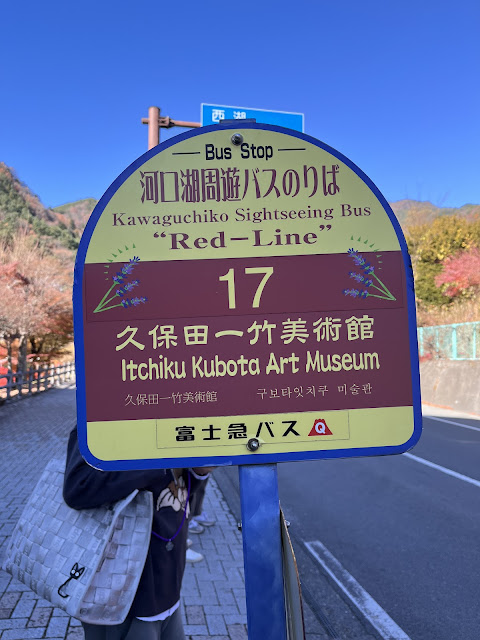 西湖
Bus Stop
河口湖周遊バスのりば
Kawaguchiko Sightseeing Bus
“Red-Line”
17
久保田一竹美術館
Itchiku Kubota Art Museum
久保田一竹美術館 구보타잇치쿠 미술관
富士急バス Q